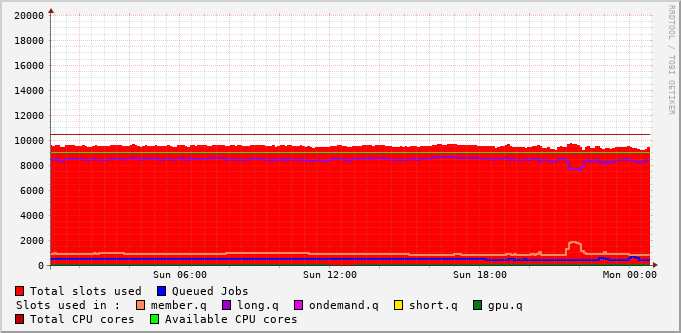 20000
18000
16000
14000
12000
10000
8000
6000
4000
2000
0
Sun 06:00 Sun 12:00 Sun 18:00 Mon 00:00
RRDTOOL / TOBI OETIKER
Total slots used Queued Jobs
Slots used in : member.q long.q ondemand.q short.q gpu.q
Total CPU cores Available CPU cores